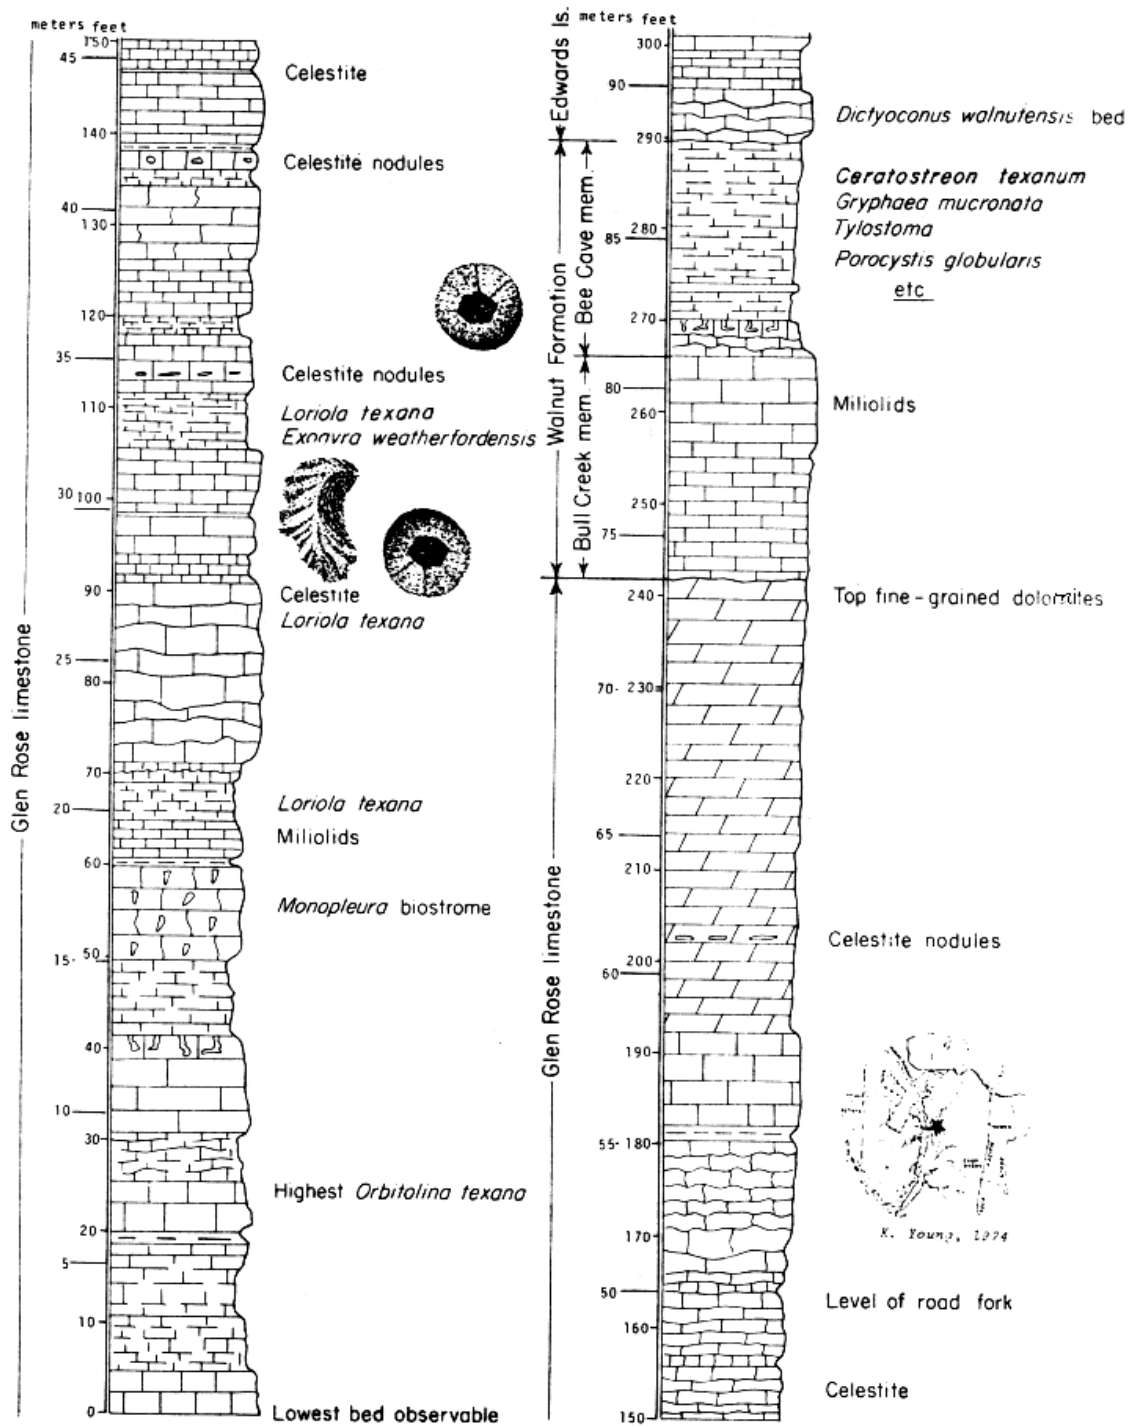 meters feet
150
45
Celestite
140
Celestite nodules
40
130
120
35
Celestite nodules
110
Loriola texana
Exogyra weatherfordensis
30
100
90
Celestite
Loriola texana
25
80
70
Loriola texana
20
Miliolids
60
Monopleura biostrome
15
50
40
10
30
Highest Orbitolina texana
20
5
10
0
Lowest bed observable
Glen Rose limestone
meters feet
300
90
Dictyoconus walnutensis bed
290
Ceratostreon texanum
Gryphaea mucronata
280
Tylostoma
85
Porocystis globularis
etc
270
80
Miliolids
260
250
75
240
Top fine-grained dolomites
70
230
220
65
210
Celestite nodules
200
60
190
55
180
K. Young, 1974
170
50
Level of road fork
160
Celestite
150
Edwards ls.
Walnut Formation
Bee Cave mem.
Bull Creek mem.
Glen Rose limestone